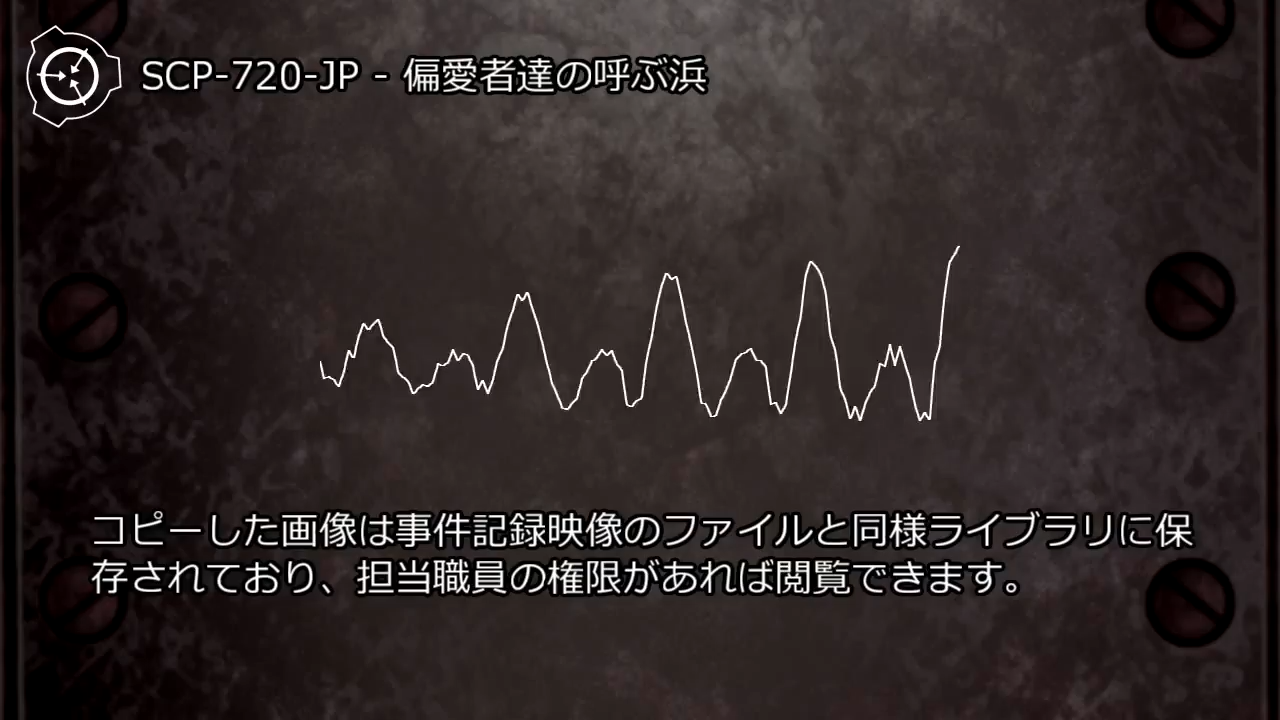 SCP-720-JP - 偏愛者達の呼ぶ浜
コピーした画像は事件記録映像のファイルと同様ライブラリに保
存されており、担当職員の権限があれば閲覧できます。